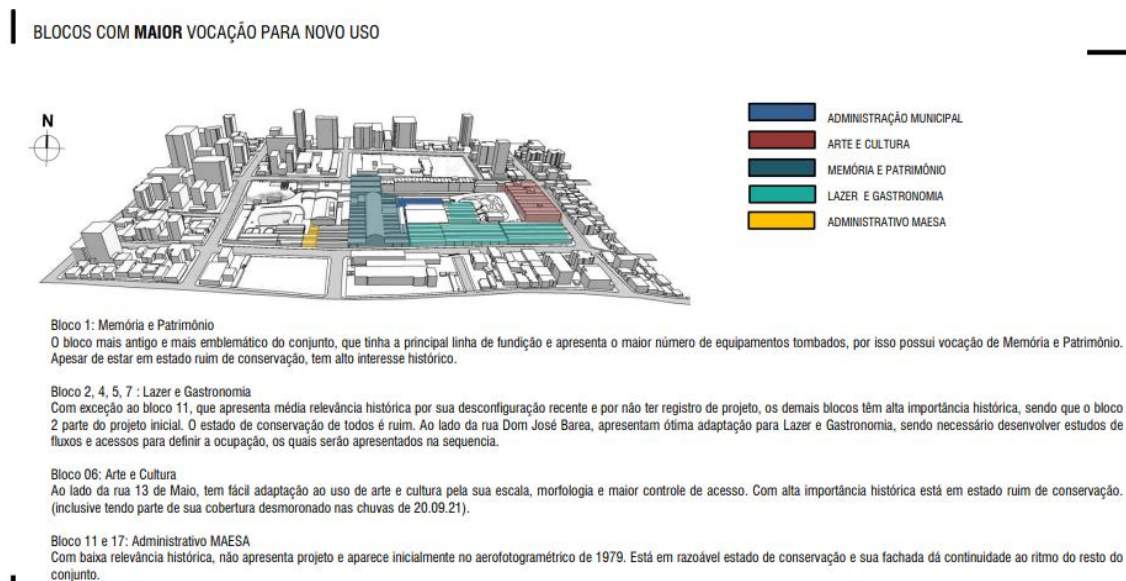 BLOCOS COM MAIOR VOCAÇÃO PARA NOVO USO
N
ADMINISTRAÇÃO MUNICIPAL
ARTE E CULTURA
MEMÓRIA E PATRIMÔNIO
LAZER E GASTRONOMIA
ADMINISTRATIVO MAESA
Bloco 1: Memória e Patrimônio
O bloco mais antigo e mais emblemático do conjunto, que tinha a principal linha de fundição e apresenta o maior número de equipamentos tombados, por isso possui vocação de Memória e Patrimônio.
Apesar de estar em estado ruim de conservação, tem alto interesse histórico.
Bloco 2, 4, 5, 7 : Lazer e Gastronomia
Com exceção ao bloco 11, que apresenta média relevância histórica por sua desconfiguração recente e por não ter registro de projeto, os demais blocos têm alta importância histórica, sendo que o bloco
2 parte do projeto inicial. O estado de conservação de todos é ruim. Ao lado da rua Dom José Barea, apresentam ótima adaptação para Lazer e Gastronomia, sendo necessário desenvolver estudos de
fluxos e acessos para definir a ocupação, os quais serão apresentados na sequencia.
Bloco 06: Arte e Cultura
Ao lado da rua 13 de Maio, tem fácil adaptação ao uso de arte e cultura pela sua escala, morfologia e maior controle de acesso. Com alta importância histórica está em estado ruim de conservação.
(inclusive tendo parte de sua cobertura desmoronado nas chuvas de 20.09.21).
Bloco 11 e 17: Administrativo MAESA
Com baixa relevância histórica, não apresenta projeto e aparece inicialmente no aerofotogramétrico de 1979. Está em razoável estado de conservação e sua fachada dá continuidade ao ritmo do resto do
conjunto.